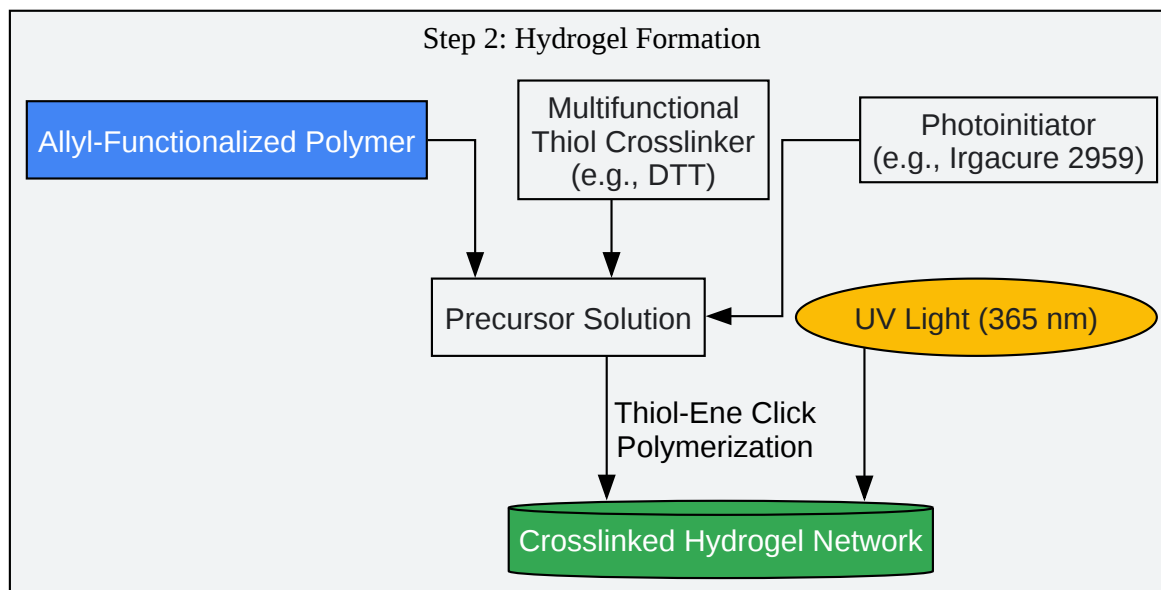 Step 2: Hydrogel Formation
Allyl-Functionalized Polymer
Multifunctional
Thiol Crosslinker
(e.g., DTT)
Photoinitiator
(e.g., Irgacure 2959)
Precursor Solution
UV Light (365 nm)
Thiol-Ene Click
Polymerization
Crosslinked Hydrogel Network